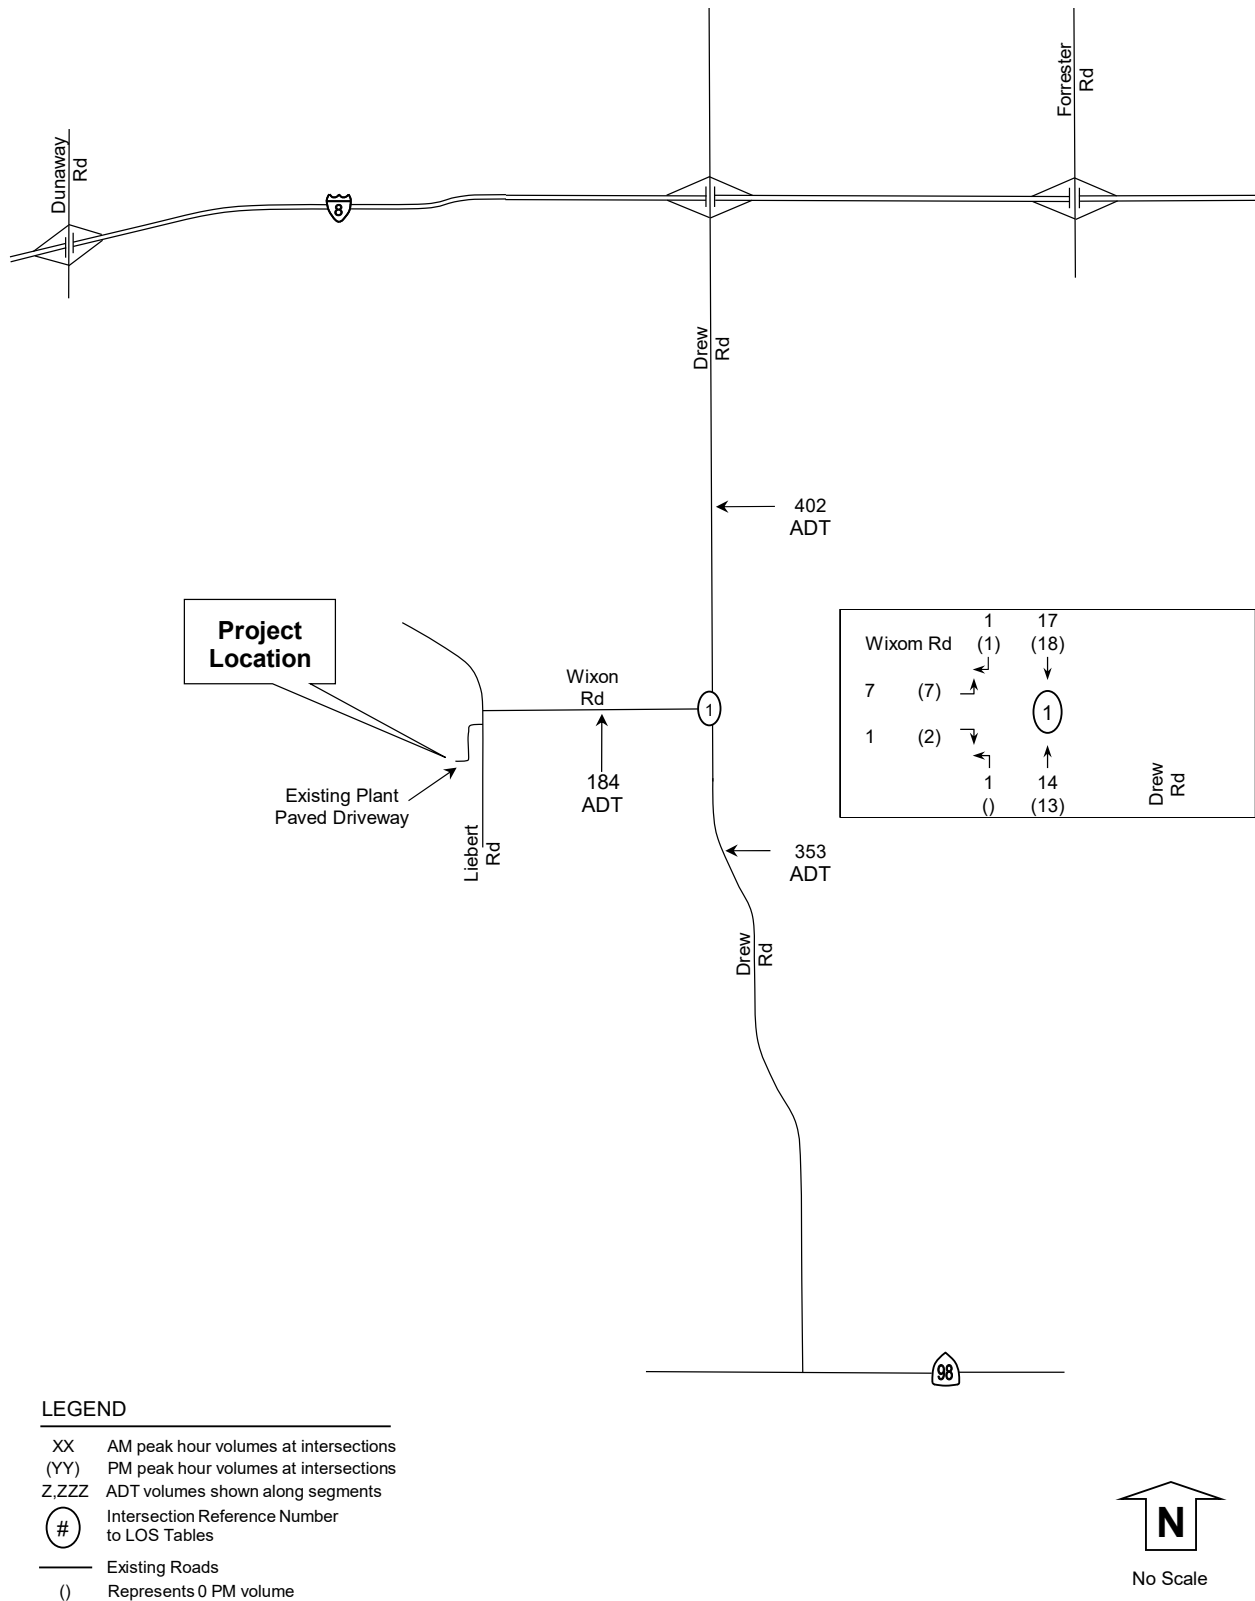 Forrester
Rd
Dunaway
Rd
8
Drew
Rd
402
ADT
Project
Location
Wixon
Rd
1
184
ADT
Existing Plant
Paved Driveway
Liebert
Rd
1 17
Wixom Rd (1) (18)
7 (7)
1
1 (2)
1 14
() (13)
Drew
Rd
353
ADT
Drew
Rd
98
LEGEND
XX AM peak hour volumes at intersections
(YY) PM peak hour volumes at intersections
Z,ZZZ ADT volumes shown along segments
# Intersection Reference Number
to LOS Tables
Existing Roads
() Represents 0 PM volume
N
No Scale